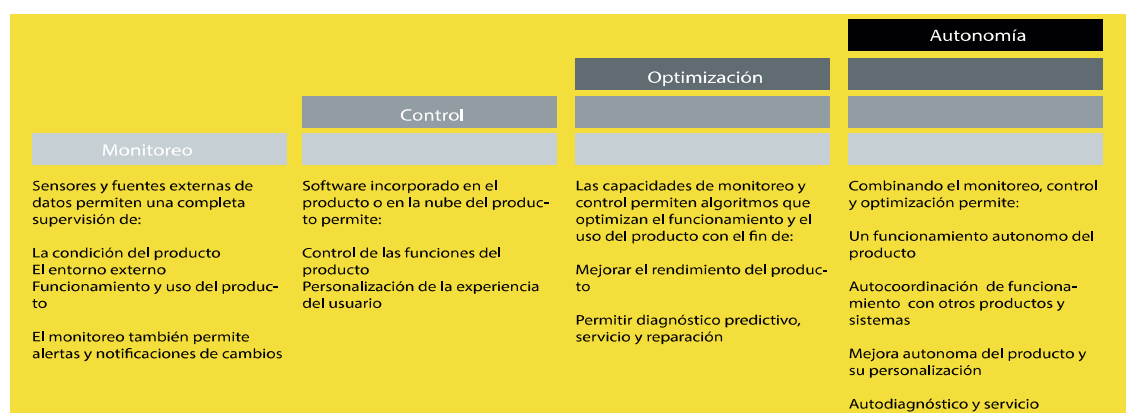 Autonomía
Optimización
Control
Monitoreo
Sensores y fuentes externas de
datos permiten una completa
supervisión de:
La condición del producto
El entorno externo
Funcionamiento y uso del produc-
to
El monitoreo también permite
alertas y notificaciones de cambios
Software incorporado en el
producto o en la nube del produc-
to permite:
Control de las funciones del
producto
Personalización de la experiencia
del usuario
Las capacidades de monitoreo y
control permiten algoritmos que
optimizan el funcionamiento y el
uso del producto con el fin de:
Mejorar el rendimiento del produc-
to
Permitir diagnóstico predictivo,
servicio y reparación
Combinando el monitoreo, control
y optimización permite:
Un funcionamiento autonomo del
producto
Autocoordinación de funciona-
miento con otros productos y
sistemas
Mejora autonoma del producto y
su personalización
Autodiagnóstico y servicio